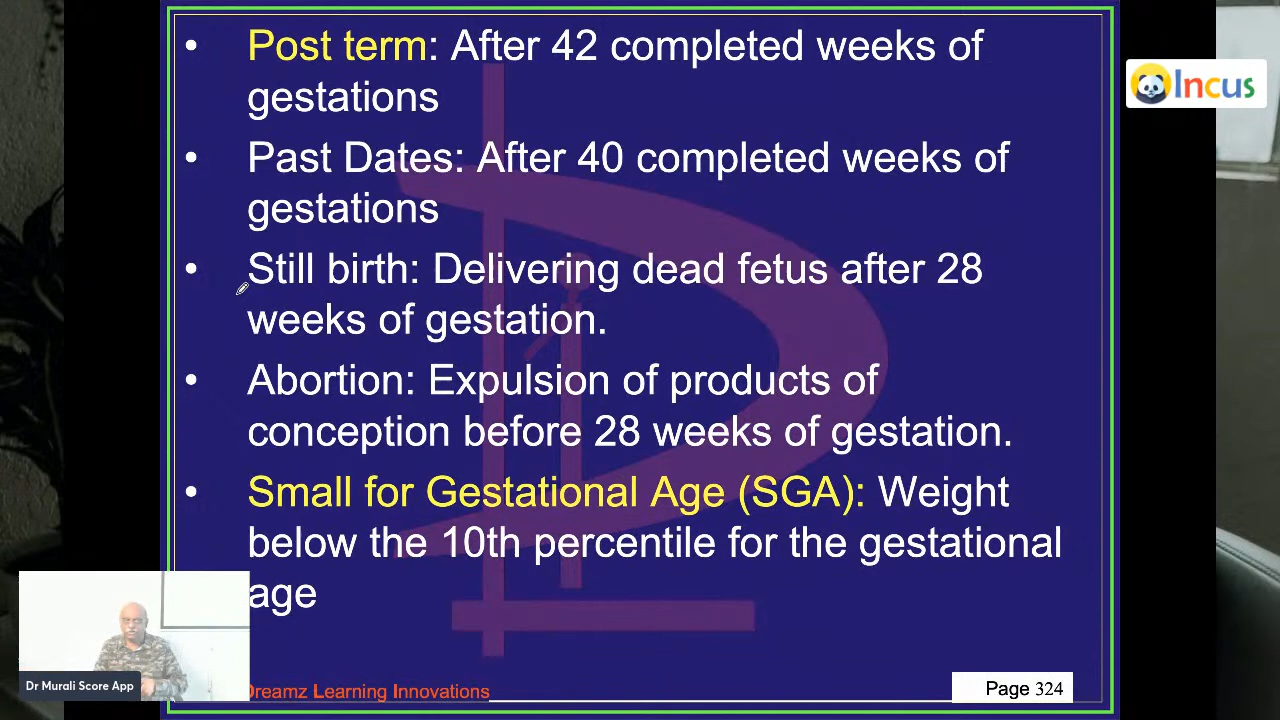 • Post term: After 42 completed weeks of
gestations
• Past Dates: After 40 completed weeks of
gestations
• Still birth: Delivering dead fetus after 28
weeks of gestation.
• Abortion: Expulsion of products of
conception before 28 weeks of gestation.
• Small for Gestational Age (SGA): Weight
below the 10th percentile for the gestational
age
Incus
Dr Murali Score App
Dreamz Learning Innovations
Page 324